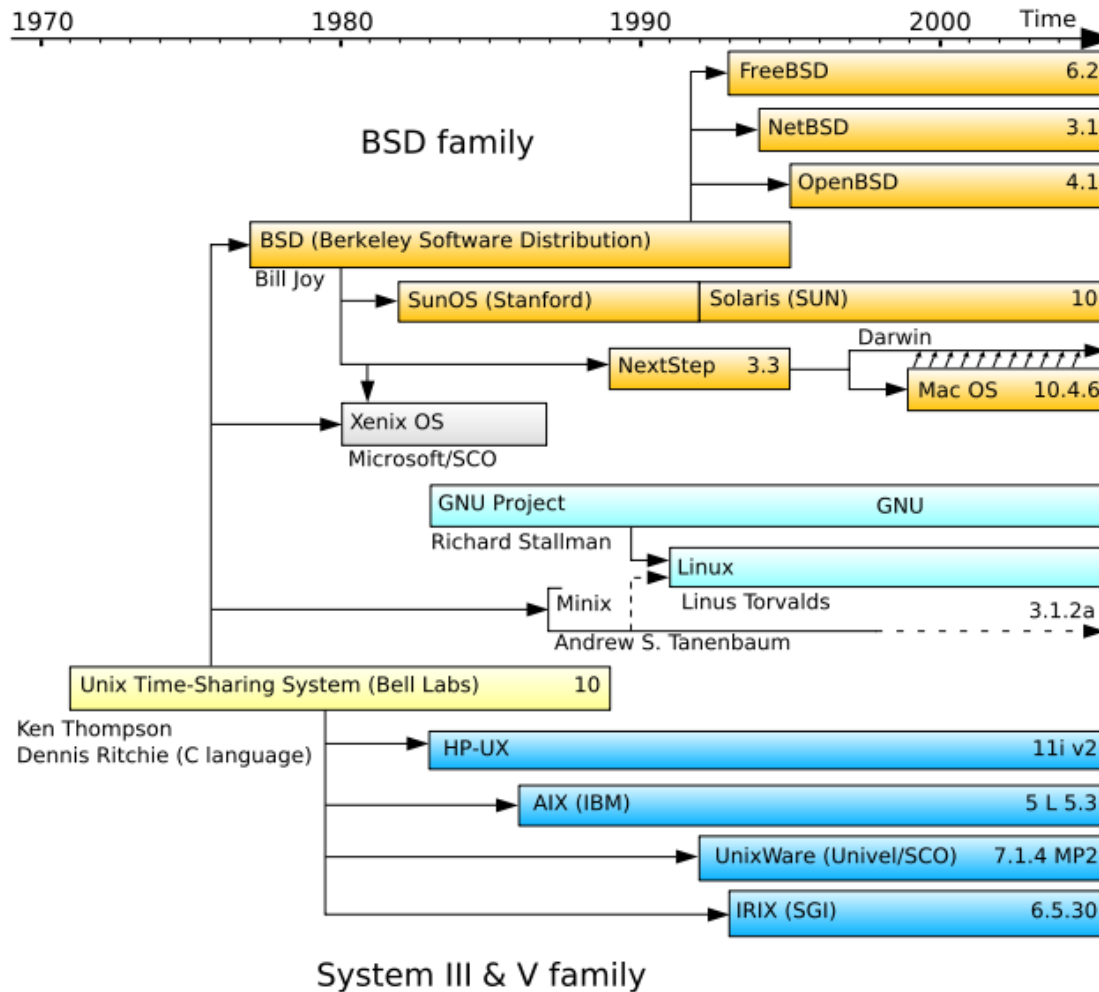 1970 1980 1990 2000 Time
FreeBSD 6.2
BSD family
NetBSD 3.1
OpenBSD 4.1
BSD (Berkeley Software Distribution)
Bill Joy
SunOS (Stanford) Solaris (SUN) 10
Darwin
NextStep 3.3
Mac OS 10.4.6
Xenix OS
Microsoft/SCO
GNU Project GNU
Richard Stallman
Linux
Minix Linus Torvalds 3.1.2a
Andrew S. Tanenbaum
Unix Time-Sharing System (Bell Labs) 10
Ken Thompson
Dennis Ritchie (C language)
HP-UX 11i v2
AIX (IBM) 5 L 5.3
UnixWare (Univel/SCO) 7.1.4 MP2
IRIX (SGI) 6.5.30
System III & V family